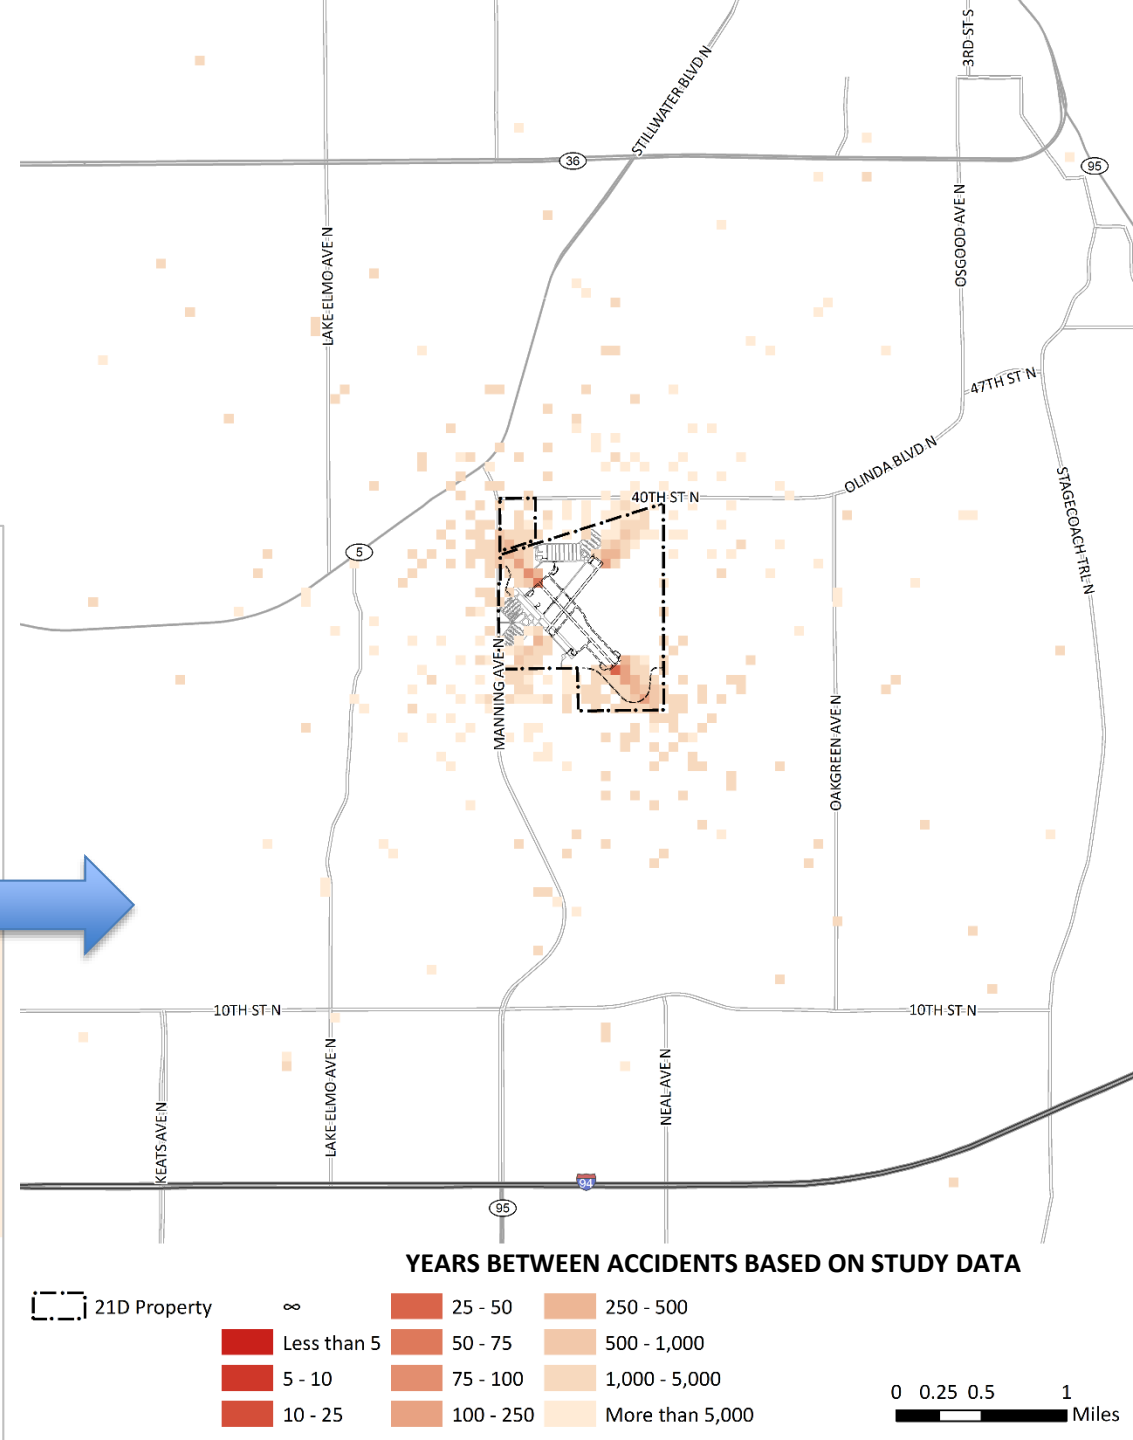 3RD ST S
STILLWATER BLVD N
36
95
OSGOOD AVE N
LAKE ELMO AVE N
47TH ST N
OLINDA BLVD N
40TH ST N
STAGECOACH TRL N
5
MANNING AVE N
OAKGREEN AVE N
10TH ST N
10TH ST N
KEATS AVE N
LAKE ELMO AVE N
NEAL AVE N
94
95
YEARS BETWEEN ACCIDENTS BASED ON STUDY DATA
21D Property
∞
Less than 5
5 - 10
10 - 25
25 - 50
50 - 75
75 - 100
100 - 250
250 - 500
500 - 1,000
1,000 - 5,000
More than 5,000
0 0.25 0.5 1
Miles